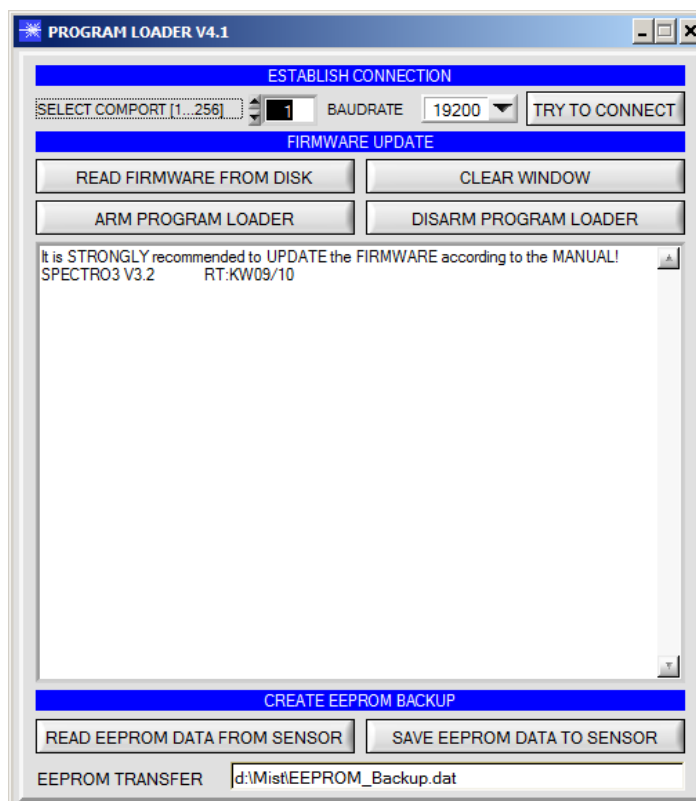 PROGRAM LOADER V4.1
ESTABLISH CONNECTION
SELECT COMPORT [1...256] 1 BAUDRATE 19200 TRY TO CONNECT
FIRMWARE UPDATE
READ FIRMWARE FROM DISK CLEAR WINDOW
ARM PROGRAM LOADER DISARM PROGRAM LOADER
It is STRONGLY recommended to UPDATE the FIRMWARE according to the MANUAL!
SPECTRO3 V3.2 RT:KW09/10
CREATE EEPROM BACKUP
READ EEPROM DATA FROM SENSOR SAVE EEPROM DATA TO SENSOR
EEPROM TRANSFER d:\Mist\EEPROM_Backup.dat